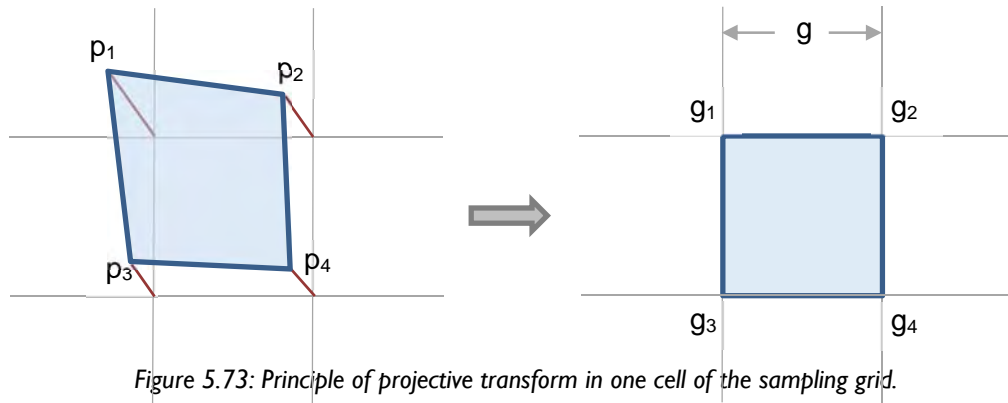 g
p1
p2
g1
g2
p3
p4
g3
g4
Figure 5.73: Principle of projective transform in one cell of the sampling grid.